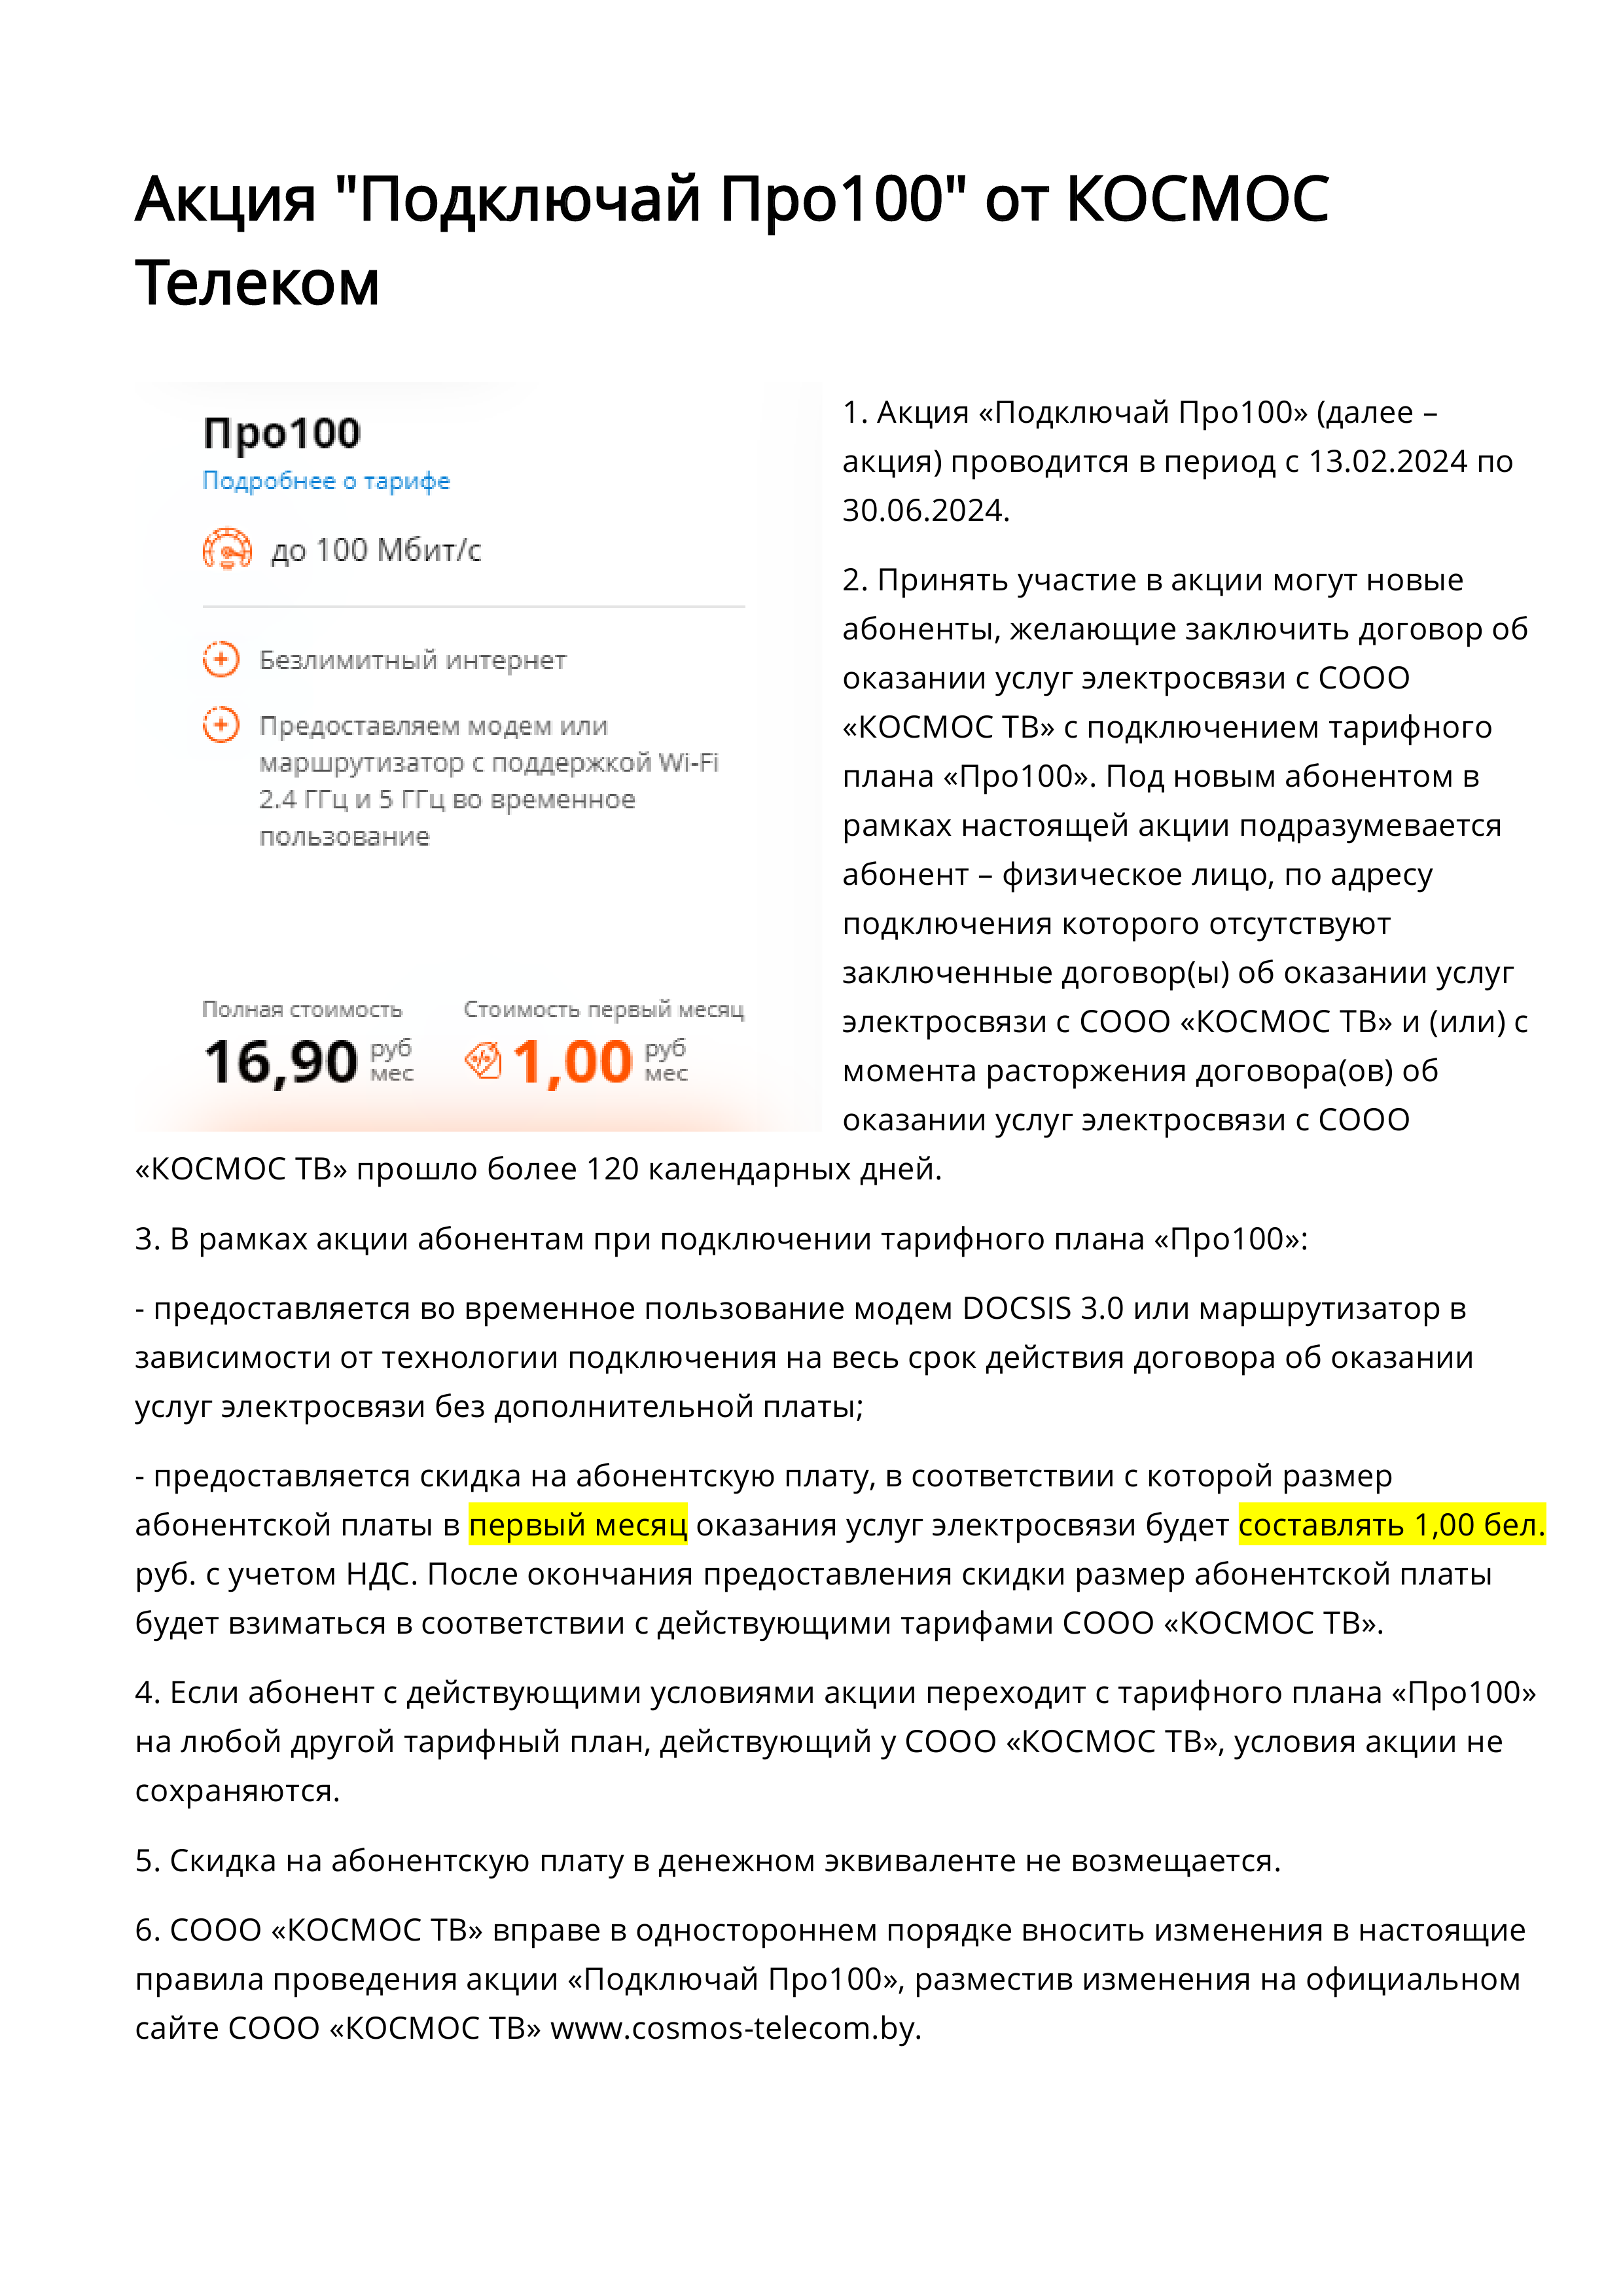 Акция "Подключай Про100" от КОСМОС
Телеком
Про100
Подробнее о тарифе
до 100 Мбит/с
Безлимитный интернет
Предоставляем модем или
маршрутизатор с поддержкой Wi-Fi
2.4 ГГц и 5 ГГц во временное
пользование
Полная стоимость
16,90 руб мес
Стоимость первый месяц
1,00 руб мес
1. Акция «Подключай Про100» (далее –
акция) проводится в период с 13.02.2024 по
30.06.2024.
2. Принять участие в акции могут новые
абоненты, желающие заключить договор об
оказании услуг электросвязи с СООО
«КОСМОС ТВ» с подключением тарифного
плана «Про100». Под новым абонентом в
рамках настоящей акции подразумевается
абонент – физическое лицо, по адресу
подключения которого отсутствуют
заключенные договор(ы) об оказании услуг
электросвязи с СООО «КОСМОС ТВ» и (или) с
момента расторжения договора(ов) об
оказании услуг электросвязи с СООО
«КОСМОС ТВ» прошло более 120 календарных дней.
3. В рамках акции абонентам при подключении тарифного плана «Про100»:
- предоставляется во временное пользование модем DOCSIS 3.0 или маршрутизатор в
зависимости от технологии подключения на весь срок действия договора об оказании
услуг электросвязи без дополнительной платы;
- предоставляется скидка на абонентскую плату, в соответствии с которой размер
абонентской платы в первый месяц оказания услуг электросвязи будет составлять 1,00 бел.
руб. с учетом НДС. После окончания предоставления скидки размер абонентской платы
будет взиматься в соответствии с действующими тарифами СООО «КОСМОС ТВ».
4. Если абонент с действующими условиями акции переходит с тарифного плана «Про100»
на любой другой тарифный план, действующий у СООО «КОСМОС ТВ», условия акции не
сохраняются.
5. Скидка на абонентскую плату в денежном эквиваленте не возмещается.
6. СООО «КОСМОС ТВ» вправе в одностороннем порядке вносить изменения в настоящие
правила проведения акции «Подключай Про100», разместив изменения на официальном
сайте СООО «КОСМОС ТВ» www.cosmos-telecom.by.